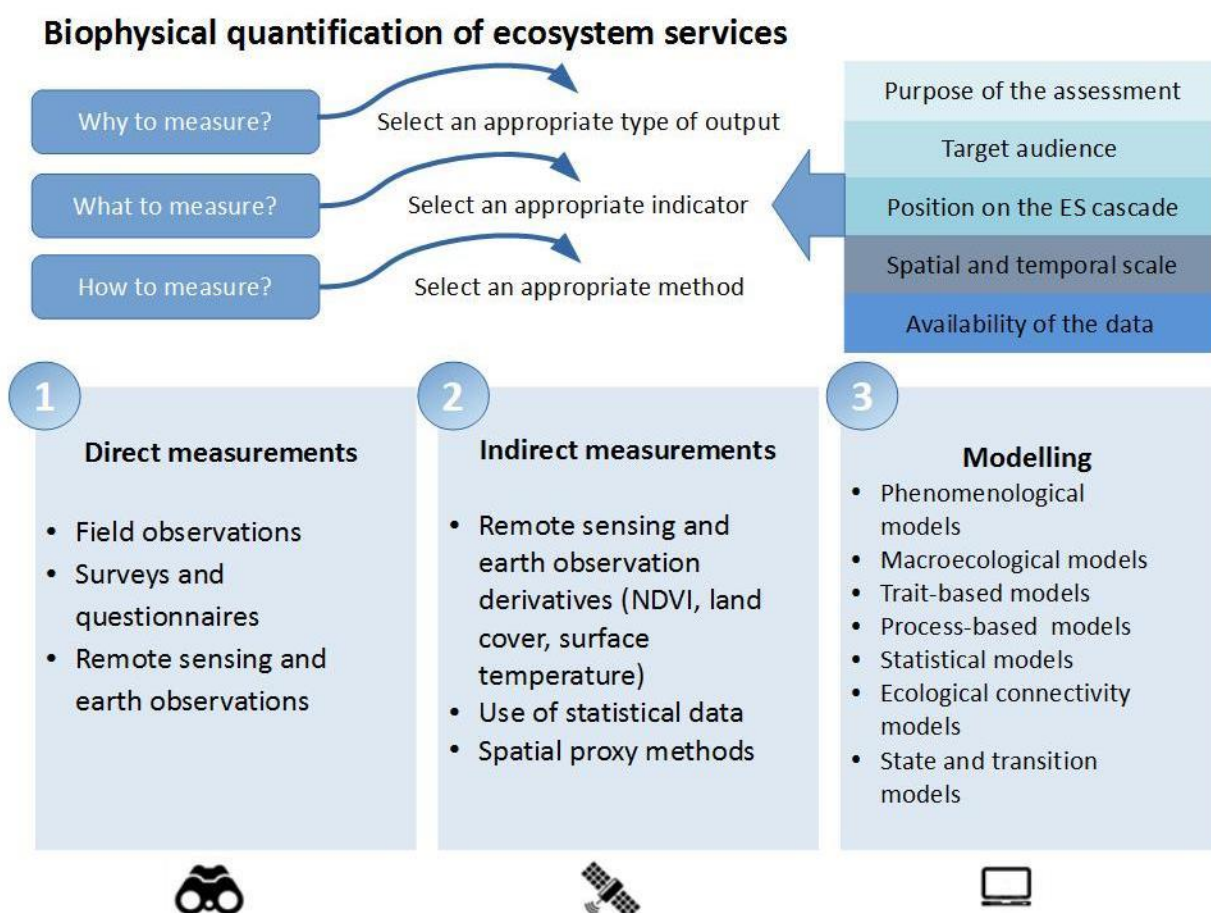 Biophysical quantification of ecosystem services
Why to measure?
Select an appropriate type of output
What to measure?
Select an appropriate indicator
How to measure?
Select an appropriate method
Purpose of the assessment
Target audience
Position on the ES cascade
Spatial and temporal scale
Availability of the data
1
Direct measurements
• Field observations
• Surveys and
questionnaires
• Remote sensing and
earth observations
2
Indirect measurements
• Remote sensing and
earth observation
derivatives (NDVI, land
cover, surface
temperature)
• Use of statistical data
• Spatial proxy methods
3
Modelling
• Phenomenological
models
• Macroecological models
• Trait-based models
• Process-based models
• Statistical models
• Ecological connectivity
models
• State and transition
models